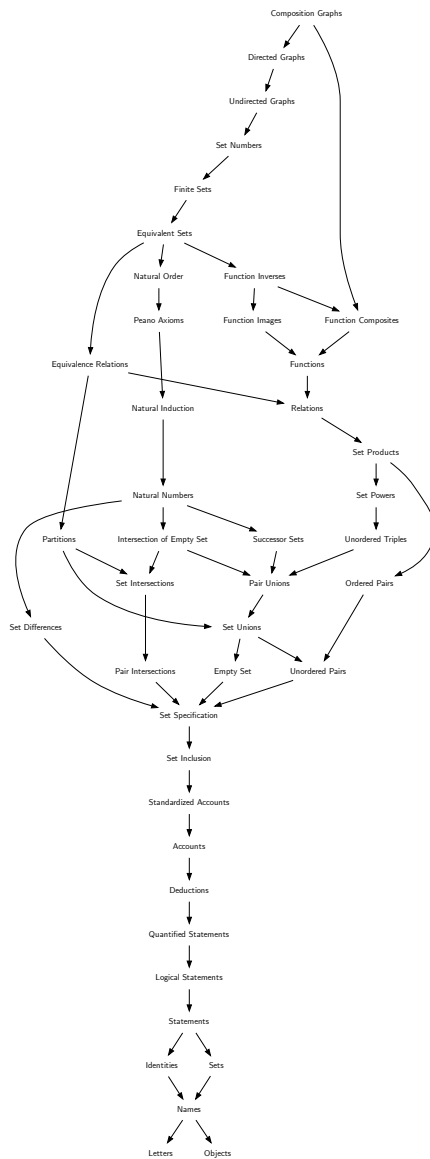 Composition Graphs
Directed Graphs
Undirected Graphs
Set Numbers
Finite Sets
Equivalent Sets
Natural Order
Function Inverses
Peano Axioms
Function Images
Function Composites
Equivalence Relations
Functions
Natural Induction
Relations
Set Products
Natural Numbers
Set Powers
Partitions
Intersection of Empty Set
Successor Sets
Unordered Triples
Set Intersections
Pair Unions
Ordered Pairs
Set Differences
Set Unions
Pair Intersections
Empty Set
Unordered Pairs
Set Specification
Set Inclusion
Standardized Accounts
Accounts
Deductions
Quantified Statements
Logical Statements
Statements
Identities
Sets
Names
Letters
Objects